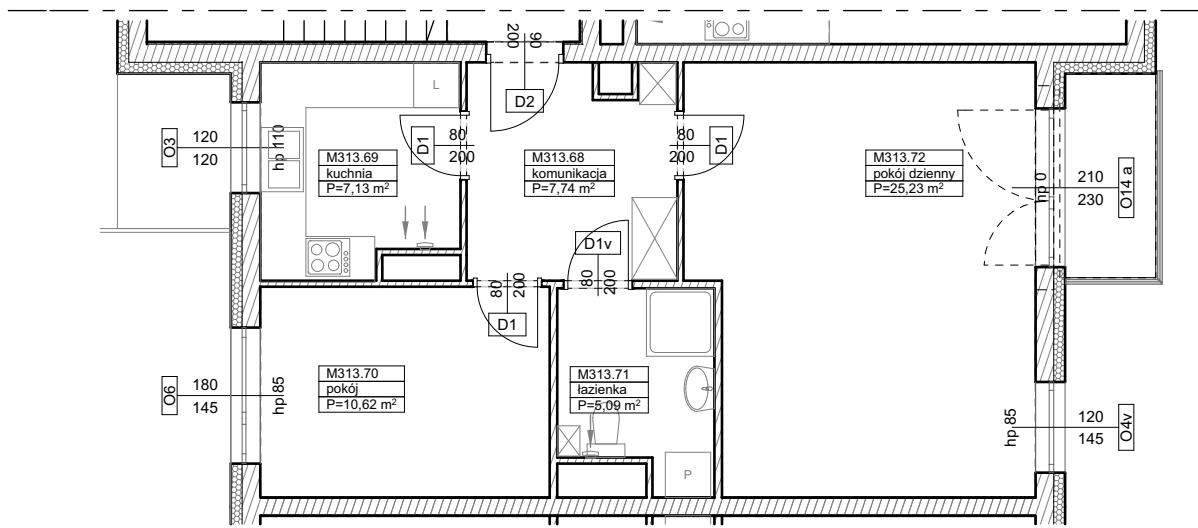 90
200
L
D2
O3
120
120
hp 110
M313.69
kuchnia
P=7,13 m²
D1
80
200
M313.68
komunikacja
P=7,74 m²
80
200
D1
M313.72
pokój dzienny
P=25,23 m²
hp 0
210
230
O14 a
D1v
80
200
80
200
D1
O6
180
145
hp.85
M313.70
pokój
P=10,62 m²
M313.71
łazienka
P=5,09 m²
P
hp.85
120
145
O4v